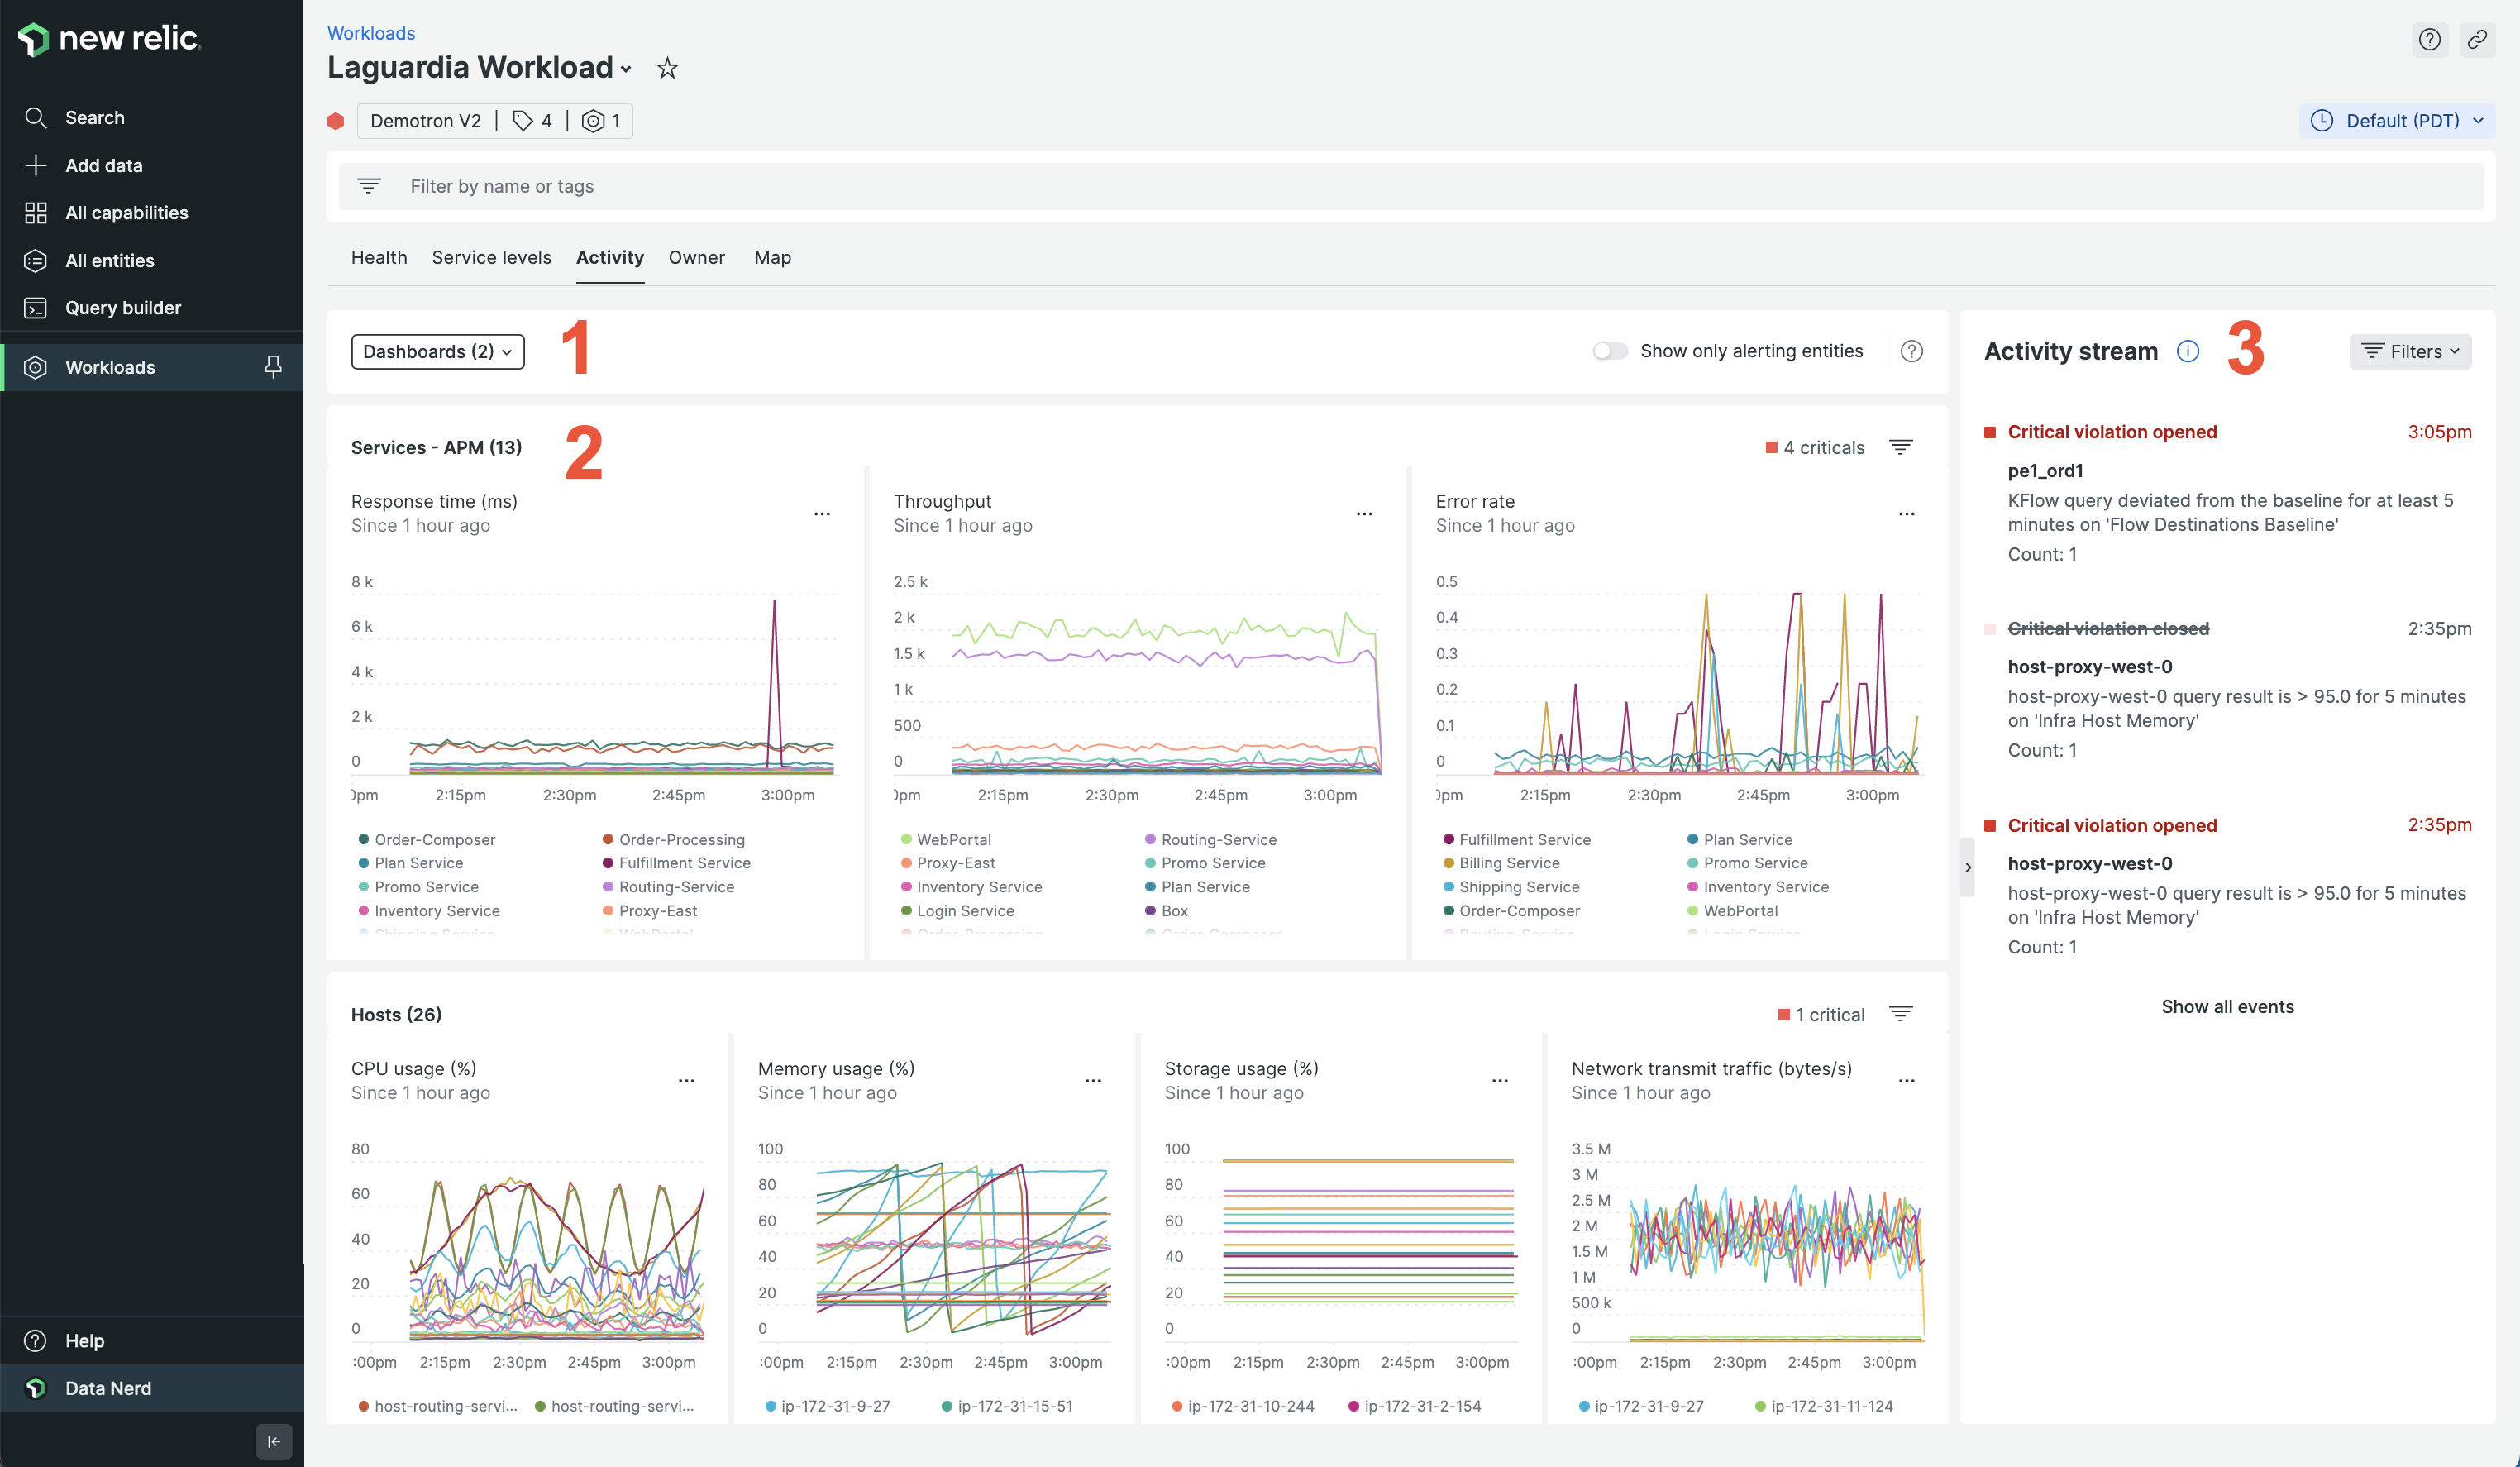 new relic
Search
Add data
All capabilities
All entities
Query builder
Workloads
Help
Data Nerd
Workloads
Laguardia Workload
Demotron V2 | 4 | 1
Default (PDT)
Filter by name or tags
Health Service levels Activity Owner Map
Dashboards (2) 1 Show only alerting entities
Services - APM (13) 2 4 criticals
Response time (ms)
Since 1 hour ago
8 k
6 k
4 k
2 k
0
0pm 2:15pm 2:30pm 2:45pm 3:00pm
Order-Composer Order-Processing
Plan Service Fulfillment Service
Promo Service Routing-Service
Inventory Service Proxy-East
Shipping Service WebPortal
Throughput
Since 1 hour ago
2.5 k
2 k
1.5 k
1 k
500
0
0pm 2:15pm 2:30pm 2:45pm 3:00pm
WebPortal Routing-Service
Proxy-East Promo Service
Inventory Service Plan Service
Login Service Box
Order-Processing Order-Composer
Error rate
Since 1 hour ago
0.5
0.4
0.3
0.2
0.1
0
0pm 2:15pm 2:30pm 2:45pm 3:00pm
Fulfillment Service Plan Service
Billing Service Promo Service
Shipping Service Inventory Service
Order-Composer WebPortal
Routing-Service Login Service
Hosts (26) 1 critical
CPU usage (%)
Since 1 hour ago
80
60
40
20
0
:00pm 2:15pm 2:30pm 2:45pm 3:00pm
host-routing-servi... host-routing-servi...
Memory usage (%)
Since 1 hour ago
100
80
60
40
20
0
:00pm 2:15pm 2:30pm 2:45pm 3:00pm
ip-172-31-9-27 ip-172-31-15-51
Storage usage (%)
Since 1 hour ago
100
80
60
40
20
0
:00pm 2:15pm 2:30pm 2:45pm 3:00pm
ip-172-31-10-244 ip-172-31-2-154
Network transmit traffic (bytes/s)
Since 1 hour ago
3.5 M
3 M
2.5 M
2 M
1.5 M
1 M
500 k
0
:00pm 2:15pm 2:30pm 2:45pm 3:00pm
ip-172-31-9-27 ip-172-31-11-124
Activity stream 3 Filters
Critical violation opened 3:05pm
pe1_ord1
KFlow query deviated from the baseline for at least 5
minutes on 'Flow Destinations Baseline'
Count: 1
Critical violation closed 2:35pm
host-proxy-west-0
host-proxy-west-0 query result is > 95.0 for 5 minutes
on 'Infra Host Memory'
Count: 1
Critical violation opened 2:35pm
host-proxy-west-0
host-proxy-west-0 query result is > 95.0 for 5 minutes
on 'Infra Host Memory'
Count: 1
Show all events